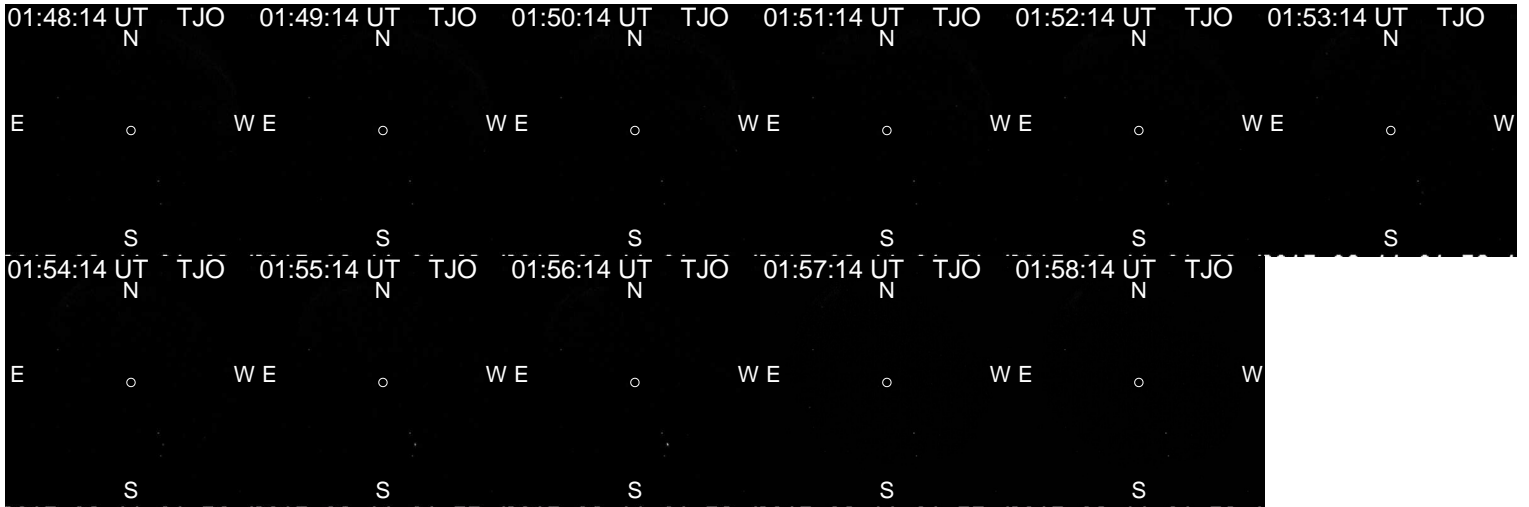 01:48:14 UT TJO 01:49:14 UT TJO 01:50:14 UT TJO 01:51:14 UT TJO 01:52:14 UT TJO 01:53:14 UT TJO
N N N N N N
E W E W E W E W E W E W
S S S S S S
01:54:14 UT TJO 01:55:14 UT TJO 01:56:14 UT TJO 01:57:14 UT TJO 01:58:14 UT TJO
N N N N N
E W E W E W E W E W
S S S S S